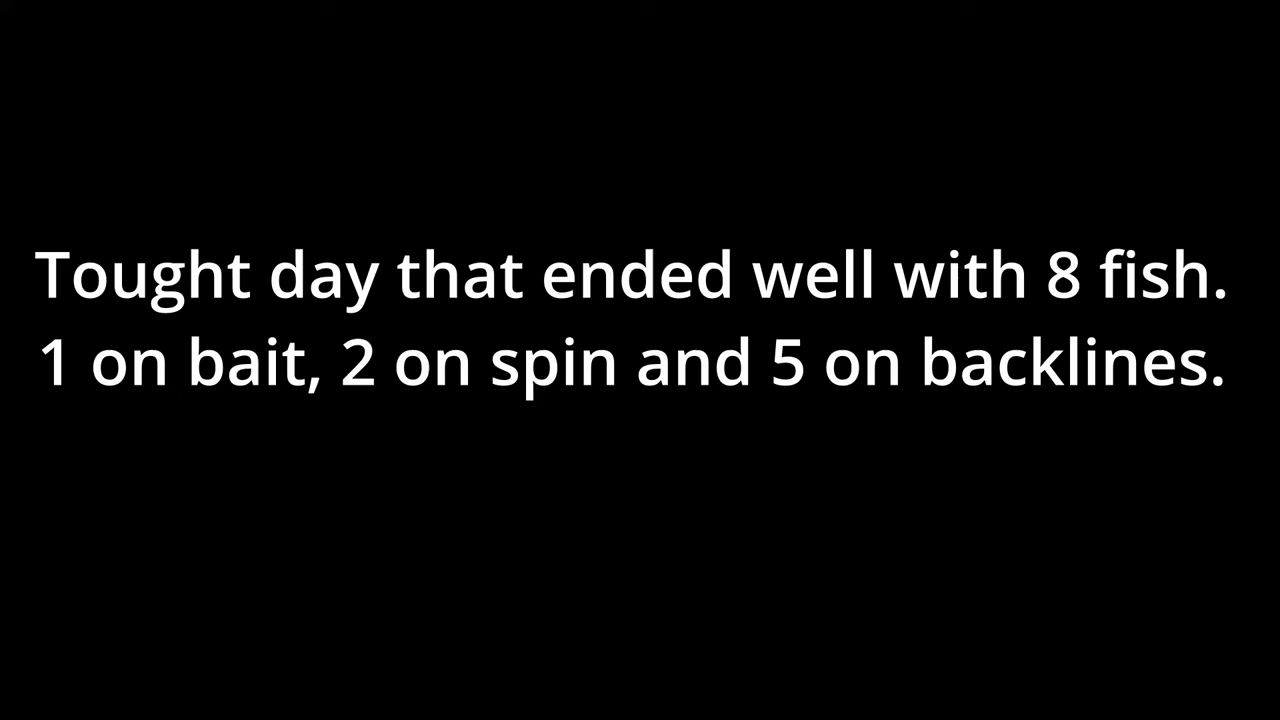 Tought day that ended well with 8 fish.
1 on bait, 2 on spin and 5 on backlines.